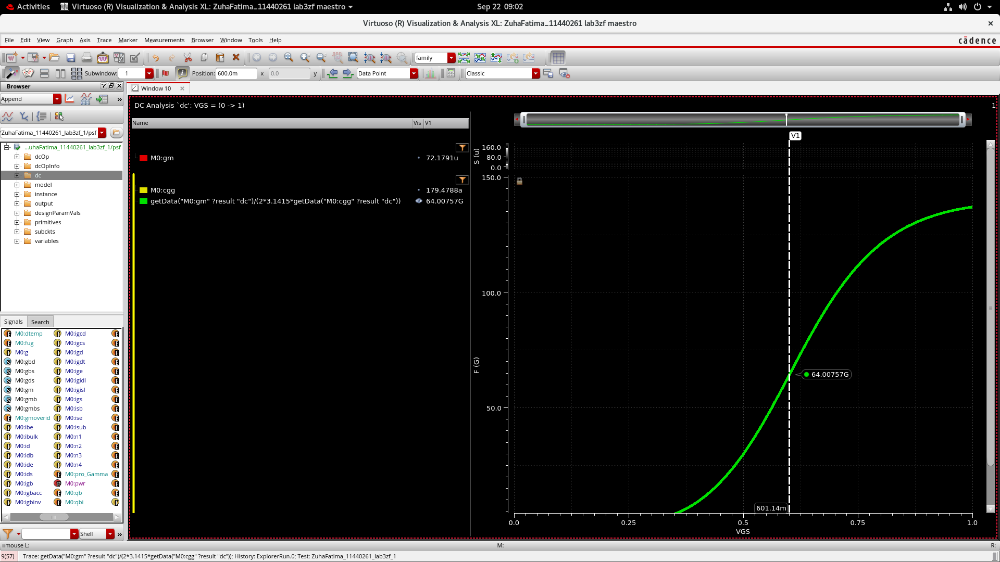 Activities
Virtuoso (R) Visualization & Analysis XL: ZuhaFatima_11440261 lab3zf maestro
Sep 22 09:02
Virtuoso (R) Visualization & Analysis XL: ZuhaFatima_11440261 lab3zf maestro
File Edit View Graph Axis Trace Marker Measurements Browser Window Tools Help
cādence
family
Subwindow: 1
Position: 600.0m x 0.0 y
Data Point
Classic
Browser
Window 10
Append
ZuhaFatima_11440261_lab3zf_1/psf
...uhaFatima_11440261_lab3zf_1/psf
dcOp
dcOpInfo
dc
model
instance
output
designParamVals
primitives
subckts
variables
Signals Search
M0:dtemp M0:igcd
M0:fug M0:igcs
M0:g M0:igd
M0:gbd M0:igdt
M0:gbs M0:ige
M0:gds M0:igidl
M0:gm M0:igisl
M0:gmb M0:igs
M0:gmbs M0:isb
M0:gmoverid M0:ise
M0:ibe M0:isub
M0:ibulk M0:n1
M0:id M0:n2
M0:idb M0:n3
M0:ide M0:n4
M0:ids M0:pro_Gamma
M0:igb M0:pwr
M0:igbacc M0:qb
M0:igbinv M0:qbi
Shell
DC Analysis `dc': VGS = (0 -> 1)
1
Name Vis V1
M0:gm 72.1791u
M0:cgg 179.4788a
getData("M0:gm" ?result "dc")/(2*3.1415*getData("M0:cgg" ?result "dc")) 64.00757G
V1
S (u)
160.0
80.0
0.0
F (G)
150.0
100.0
50.0
64.00757G
601.14m
0.0 0.25 0.5 0.75 1.0
VGS
mouse L: M: R:
9(57) Trace: getData("M0:gm" ?result "dc")/(2*3.1415*getData("M0:cgg" ?result "dc")); History: ExplorerRun.0; Test: ZuhaFatima_11440261_lab3zf_1